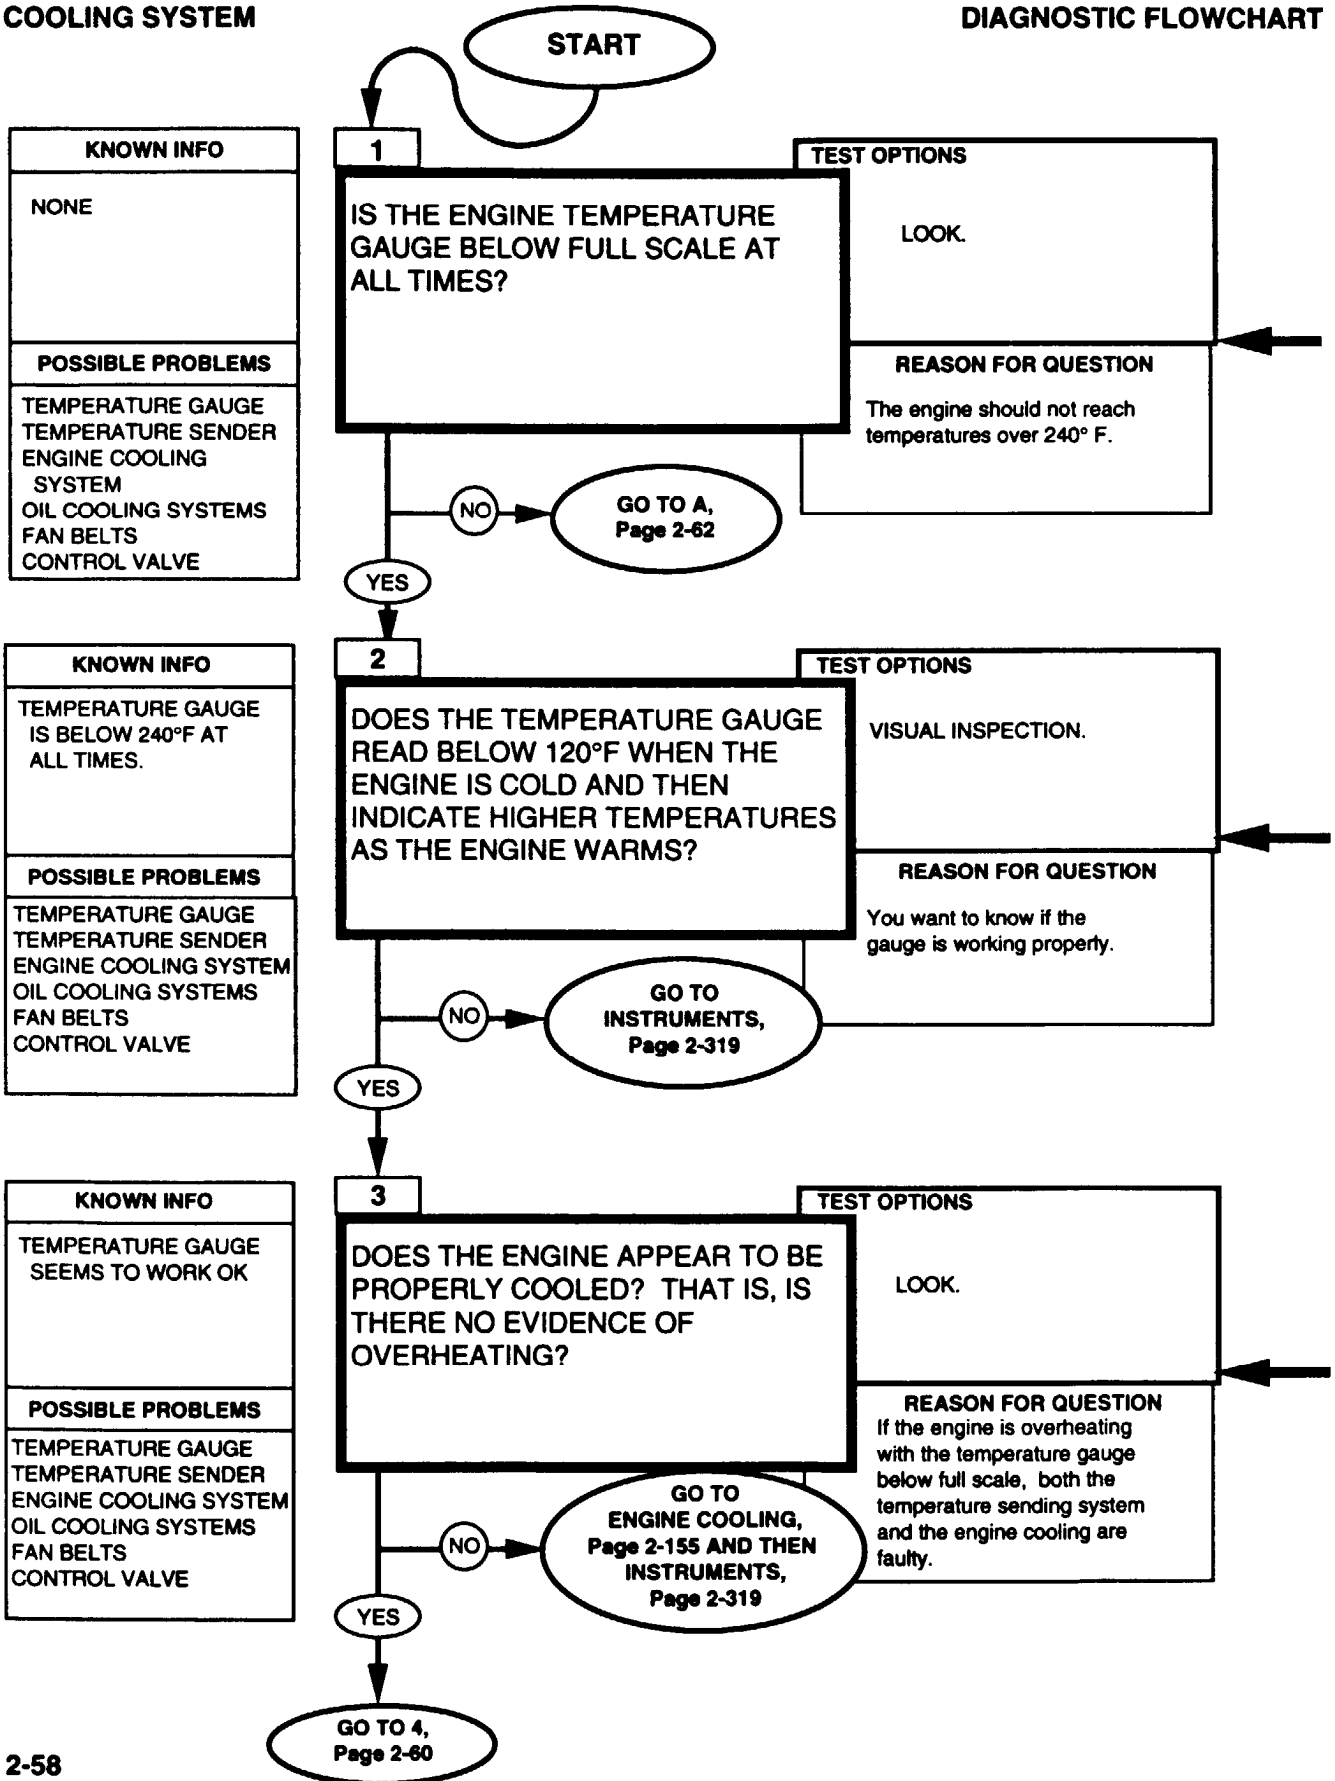 COOLING SYSTEM
DIAGNOSTIC FLOWCHART
START
KNOWN INFO
NONE
POSSIBLE PROBLEMS
TEMPERATURE GAUGE
TEMPERATURE SENDER
ENGINE COOLING
SYSTEM
OIL COOLING SYSTEMS
FAN BELTS
CONTROL VALVE
1
IS THE ENGINE TEMPERATURE
GAUGE BELOW FULL SCALE AT
ALL TIMES?
TEST OPTIONS
LOOK.
REASON FOR QUESTION
The engine should not reach
temperatures over 240° F.
NO
GO TO A,
Page 2-62
YES
KNOWN INFO
TEMPERATURE GAUGE
IS BELOW 240°F AT
ALL TIMES.
POSSIBLE PROBLEMS
TEMPERATURE GAUGE
TEMPERATURE SENDER
ENGINE COOLING SYSTEM
OIL COOLING SYSTEMS
FAN BELTS
CONTROL VALVE
2
DOES THE TEMPERATURE GAUGE
READ BELOW 120°F WHEN THE
ENGINE IS COLD AND THEN
INDICATE HIGHER TEMPERATURES
AS THE ENGINE WARMS?
TEST OPTIONS
VISUAL INSPECTION.
REASON FOR QUESTION
You want to know if the
gauge is working properly.
NO
GO TO
INSTRUMENTS,
Page 2-319
YES
KNOWN INFO
TEMPERATURE GAUGE
SEEMS TO WORK OK
POSSIBLE PROBLEMS
TEMPERATURE GAUGE
TEMPERATURE SENDER
ENGINE COOLING SYSTEM
OIL COOLING SYSTEMS
FAN BELTS
CONTROL VALVE
3
DOES THE ENGINE APPEAR TO BE
PROPERLY COOLED? THAT IS, IS
THERE NO EVIDENCE OF
OVERHEATING?
TEST OPTIONS
LOOK.
REASON FOR QUESTION
If the engine is overheating
with the temperature gauge
below full scale, both the
temperature sending system
and the engine cooling are
faulty.
NO
GO TO
ENGINE COOLING,
Page 2-155 AND THEN
INSTRUMENTS,
Page 2-319
YES
GO TO 4,
Page 2-60
2-58